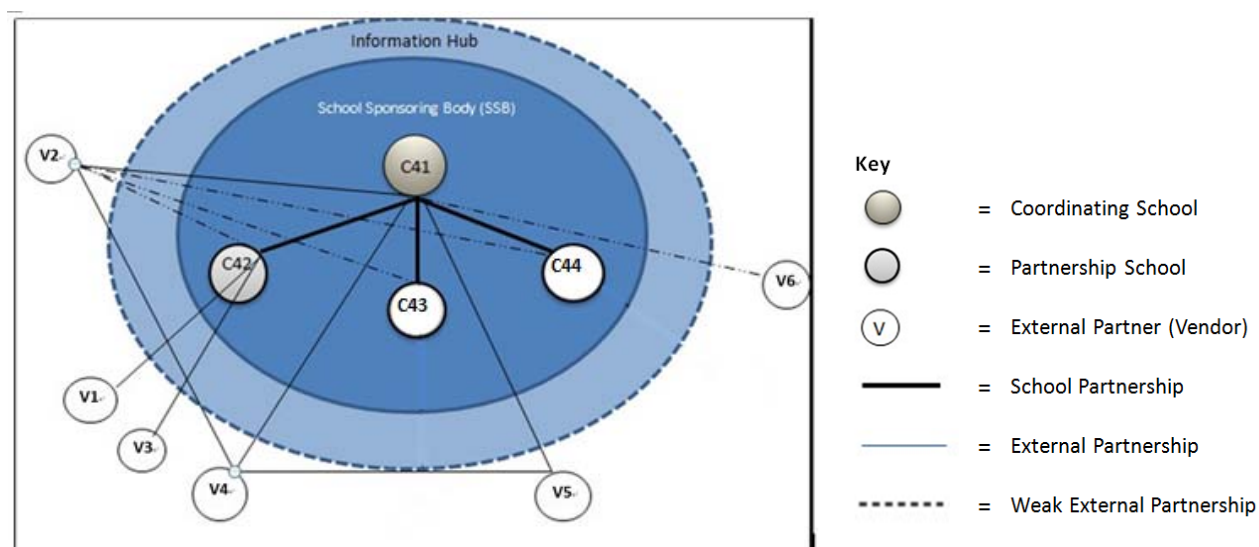 Information Hub
School Sponsoring Body (SSB)
V2
C41
C42
C43
C44
V6
V1
V3
V4
V5
Key
= Coordinating School
= Partnership School
V = External Partner (Vendor)
= School Partnership
= External Partnership
= Weak External Partnership